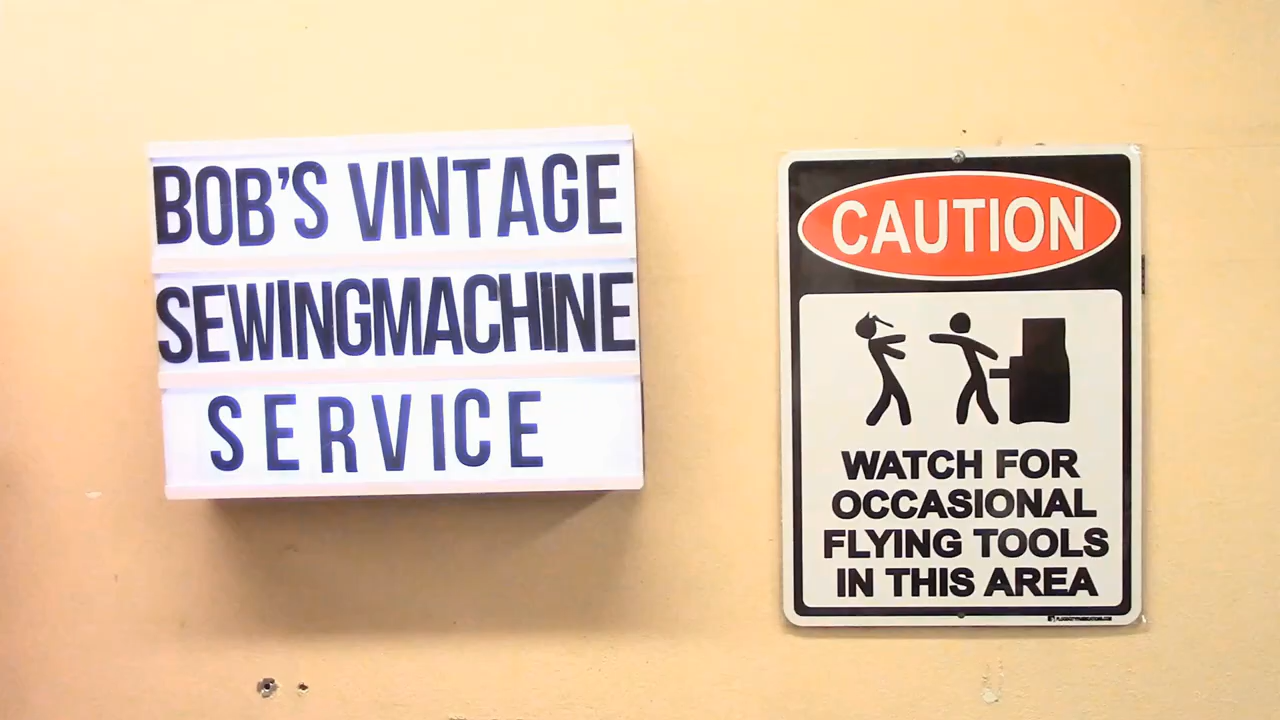 BOB'S VINTAGE
SEWINGMACHINE
SERVICE
CAUTION
WATCH FOR
OCCASIONAL
FLYING TOOLS
IN THIS AREA